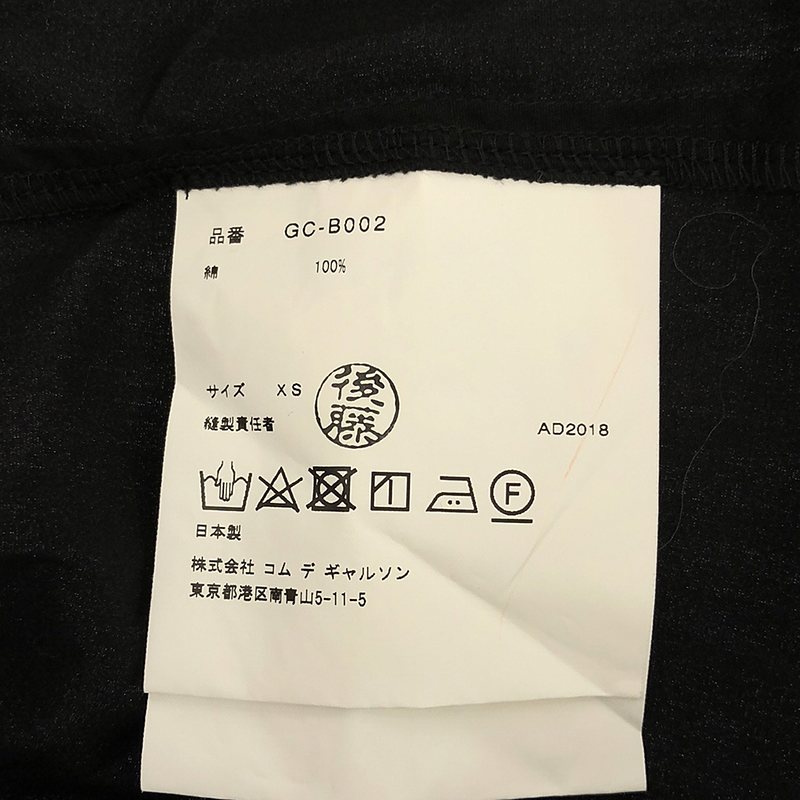 品番 GC-B002
綿 100%
サイズ XS
後藤
縫製責任者
AD2018
F
日本製
株式会社 コム デ ギャルソン
東京都港区南青山5-11-5